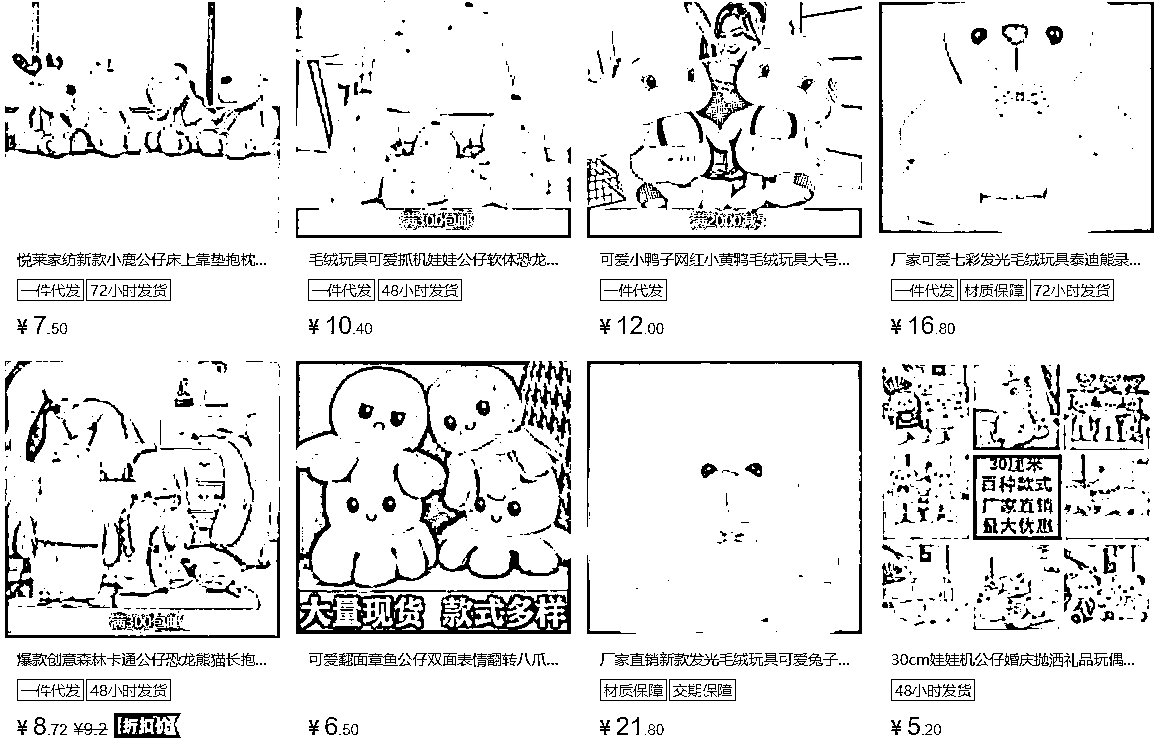 满300包邮
满2000减
悦莱家纺新款小鹿公仔床上靠垫抱枕...
毛绒玩具可爱抓机娃娃公仔软体恐龙...
可爱小鸭子网红小黄鸭毛绒玩具大号...
厂家可爱七彩发光毛绒玩具泰迪能录...
一件代发 72小时发货
一件代发 48小时发货
一件代发
一件代发 材质保障 72小时发货
¥7.50
¥10.40
¥12.00
¥16.80
30厘米
百种款式
厂家直销
量大优惠
满300包邮
大量现货 款式多样
爆款创意森林卡通公仔恐龙熊猫长抱...
可爱翻面章鱼公仔双面表情翻转八爪...
厂家直销新款发光毛绒玩具可爱兔子...
30cm娃娃机公仔婚庆抛洒礼品玩偶...
一件代发 48小时发货
材质保障 交期保障
48小时发货
¥8.72 ¥9.2 折扣价
¥6.50
¥21.80
¥5.20